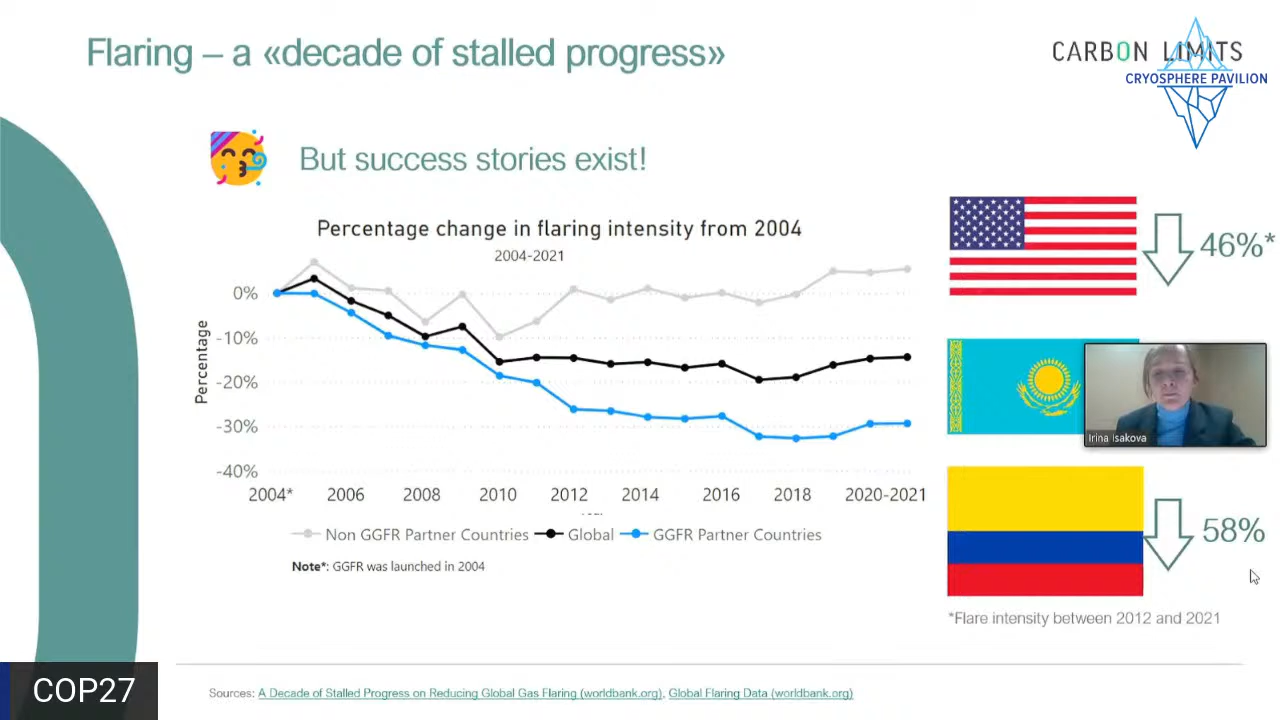 Flaring – a «decade of stalled progress»
CARBON LIMITS
CRYOSPHERE PAVILION
But success stories exist!
Percentage change in flaring intensity from 2004
2004-2021
Percentage
0%
-10%
-20%
-30%
-40%
2004* 2006 2008 2010 2012 2014 2016 2018 2020-2021
Non GGFR Partner Countries Global GGFR Partner Countries
Note*: GGFR was launched in 2004
46%*
Irina Isakova
58%
*Flare intensity between 2012 and 2021
Sources: A Decade of Stalled Progress on Reducing Global Gas Flaring (worldbank.org), Global Flaring Data (worldbank.org)
COP27